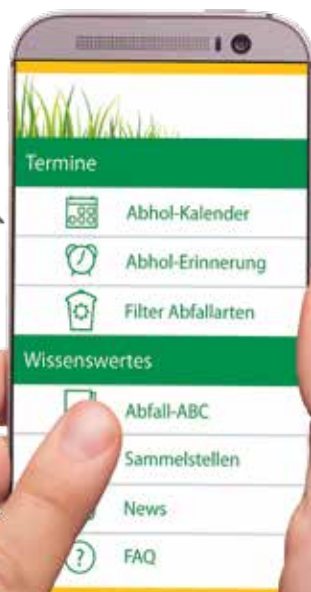 Termine
Abhol-Kalender
Abhol-Erinnerung
Filter Abfallarten
Wissenswertes
Abfall-ABC
Sammelstellen
News
? FAQ